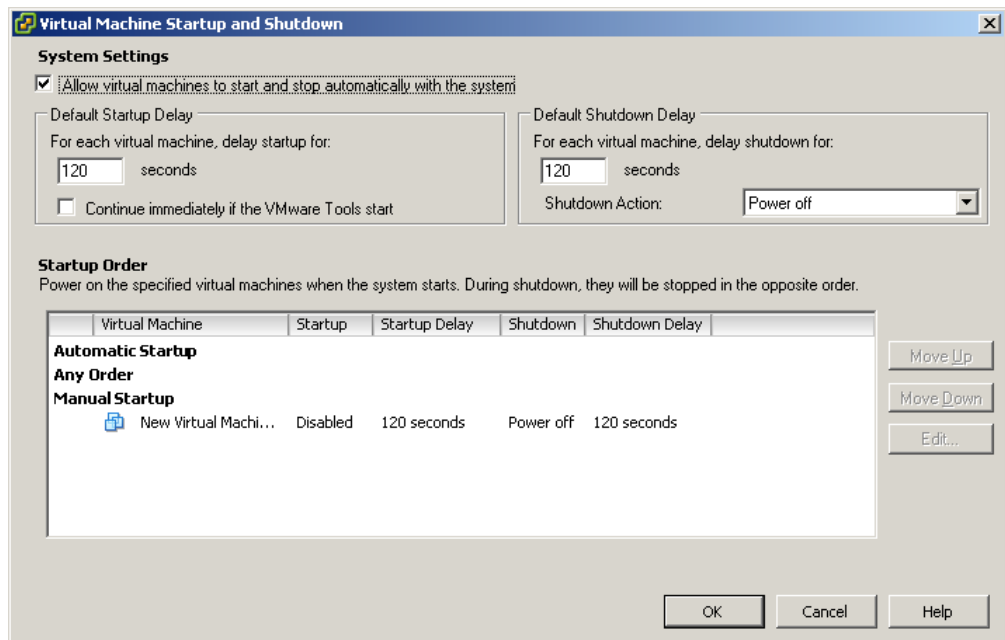 Virtual Machine Startup and Shutdown
System Settings
Allow virtual machines to start and stop automatically with the system
Default Startup Delay
For each virtual machine, delay startup for:
120 seconds
Continue immediately if the VMware Tools start
Default Shutdown Delay
For each virtual machine, delay shutdown for:
120 seconds
Shutdown Action: Power off
Startup Order
Power on the specified virtual machines when the system starts. During shutdown, they will be stopped in the opposite order.
Virtual Machine Startup Startup Delay Shutdown Shutdown Delay
Automatic Startup
Any Order
Manual Startup
New Virtual Machi... Disabled 120 seconds Power off 120 seconds
Move Up
Move Down
Edit...
OK Cancel Help